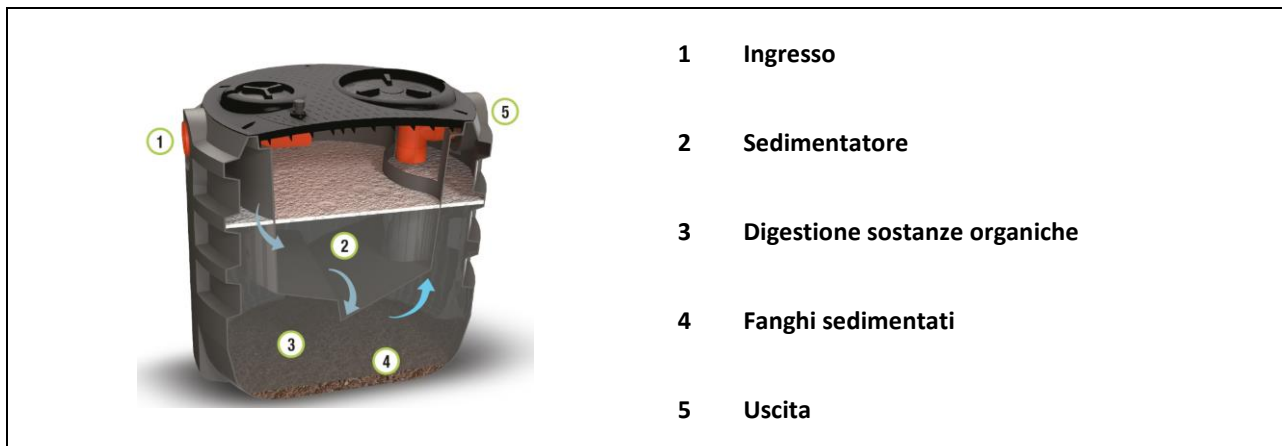 1 Ingresso
2 Sedimentatore
3 Digestione sostanze organiche
4 Fanghi sedimentati
5 Uscita
1
5
2
3
4